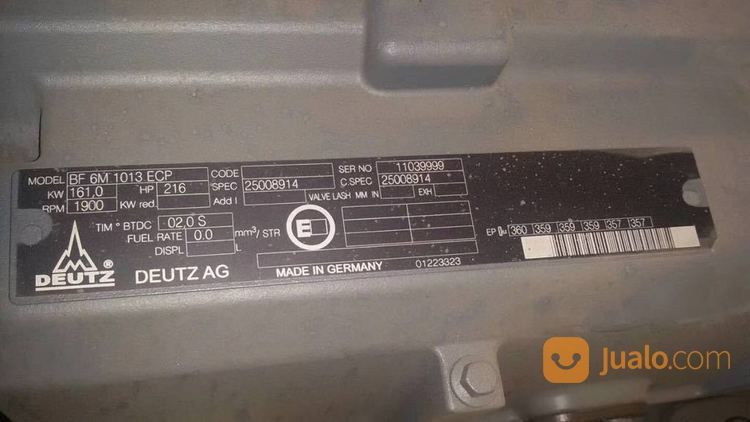 MODEL BF 6M 1013 ECP CODE SER NO 11039999
KW 161,0 HP 216 SPEC 25008914 C.SPEC 25008914
RPM 1900 KW red. Add I VALVE LASH MM IN EXH
TIM ° BTDC 02,0 S
FUEL RATE 0.0 mm³/ STR
DISPL L
E
EP 360 359 359 359 357 357
DEUTZ ®
DEUTZ AG
MADE IN GERMANY
01223323
jualo.com